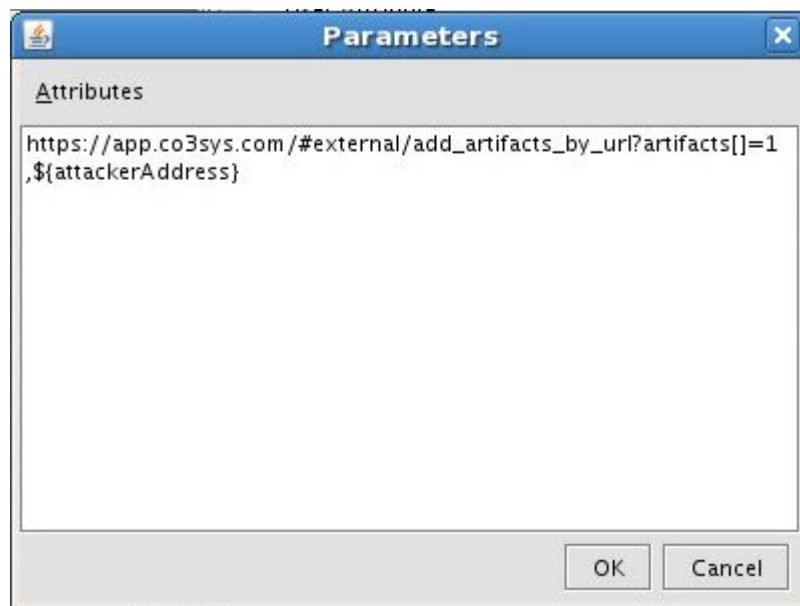 Parameters
Attributes
https://app.co3sys.com/#external/add_artifacts_by_url?artifacts[]=1
,${attackerAddress}
OK
Cancel